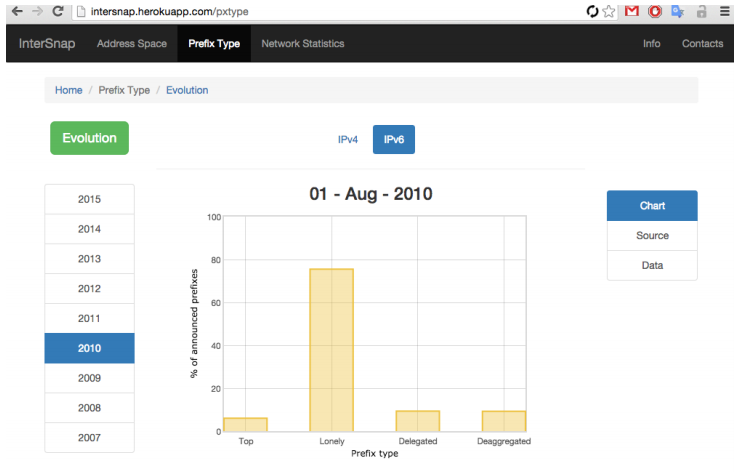 intersnap.herokuapp.com/pxtype
InterSnap Address Space Prefix Type Network Statistics Info Contacts
Home / Prefix Type / Evolution
Evolution
IPv4 IPv6
2015
2014
2013
2012
2011
2010
2009
2008
2007
01 - Aug - 2010
% of announced prefixes
100
80
60
40
20
0
Top Lonely Delegated Deaggregated
Prefix type
Chart
Source
Data